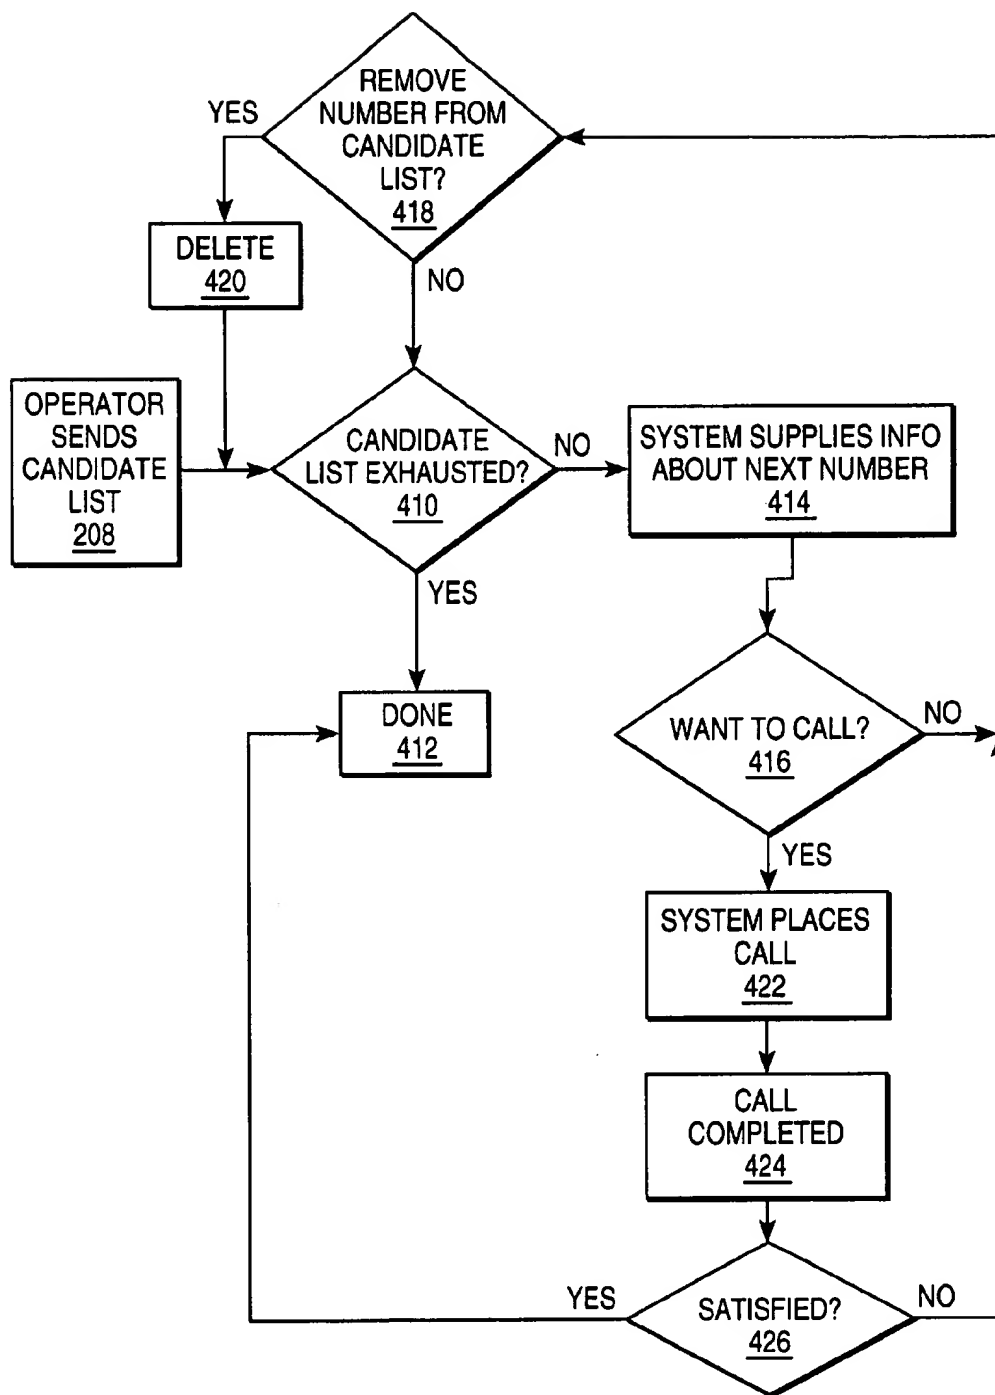 REMOVE
NUMBER FROM
CANDIDATE
LIST?
418
YES
NO
DELETE
420
OPERATOR
SENDS
CANDIDATE
LIST
208
CANDIDATE
LIST EXHAUSTED?
410
NO
YES
SYSTEM SUPPLIES INFO
ABOUT NEXT NUMBER
414
DONE
412
WANT TO CALL?
416
NO
YES
SYSTEM PLACES
CALL
422
CALL
COMPLETED
424
YES
SATISFIED?
426
NO